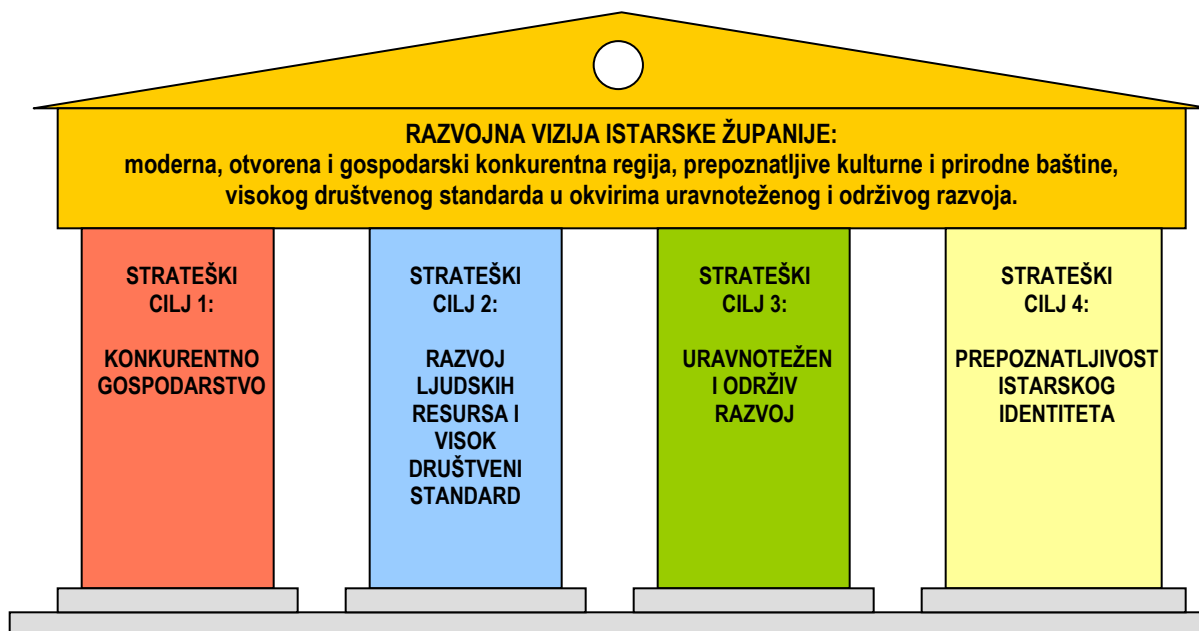 RAZVOJNA VIZIJA ISTARSKE ŽUPANIJE:
moderna, otvorena i gospodarski konkurentna regija, prepoznatljive kulturne i prirodne baštine,
visokog društvenog standarda u okvirima uravnoteženog i održivog razvoja.
STRATEŠKI
CILJ 1:
KONKURENTNO
GOSPODARSTVO
STRATEŠKI
CILJ 2:
RAZVOJ
LJUDSKIH
RESURSA I
VISOK
DRUŠTVENI
STANDARD
STRATEŠKI
CILJ 3:
URAVNOTEŽEN
I ODRŽIV
RAZVOJ
STRATEŠKI
CILJ 4:
PREPOZNATLJIVOST
ISTARSKOG
IDENTITETA